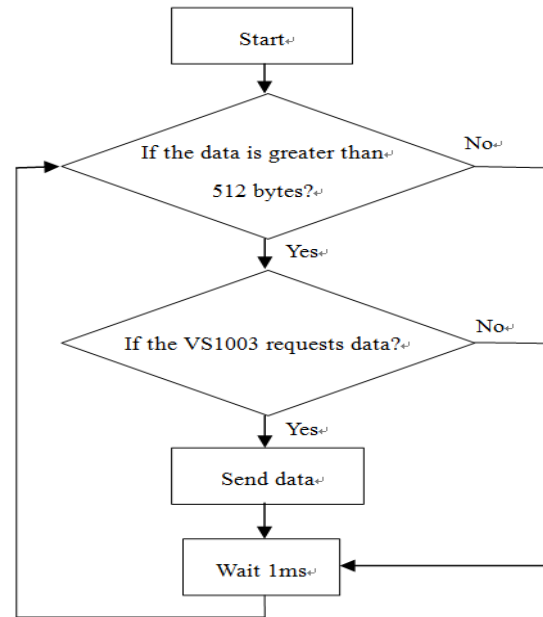 Start↵
If the data is greater than↵
No↵
512 bytes?↵
Yes↵
If the VS1003 requests data?↵
No↵
Yes↵
Send data↵
Wait 1ms↵